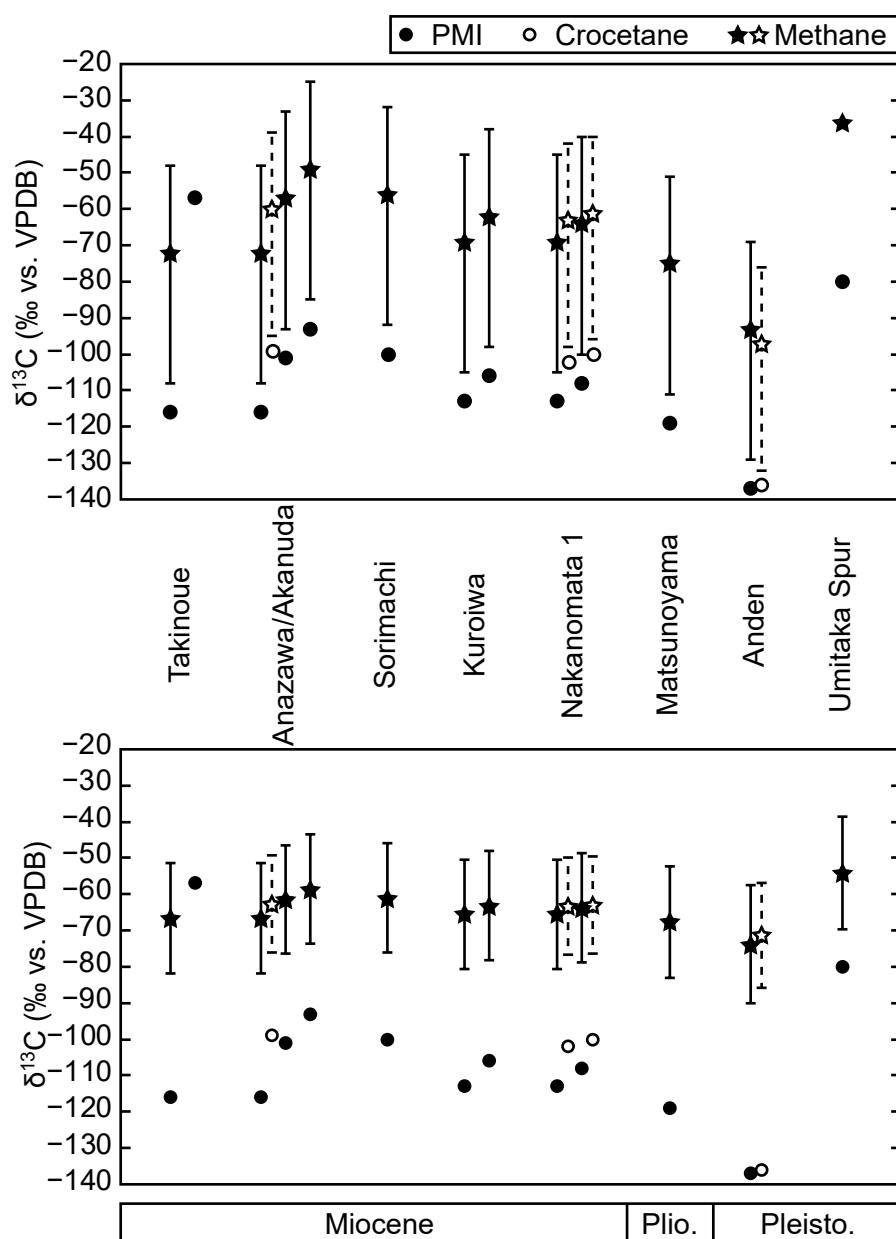 PMI Crocetane Methane
−20
−30
−40
−50
−60
−70
−80
−90
−100
−110
−120
−130
−140
δ¹³C (‰ vs. VPDB)
Takinoue
Anazawa/Akanuda
Sorimachi
Kuroiwa
Nakanomata 1
Matsunoyama
Anden
Umitaka Spur
−20
−30
−40
−50
−60
−70
−80
−90
−100
−110
−120
−130
−140
δ¹³C (‰ vs. VPDB)
Miocene Plio. Pleisto.